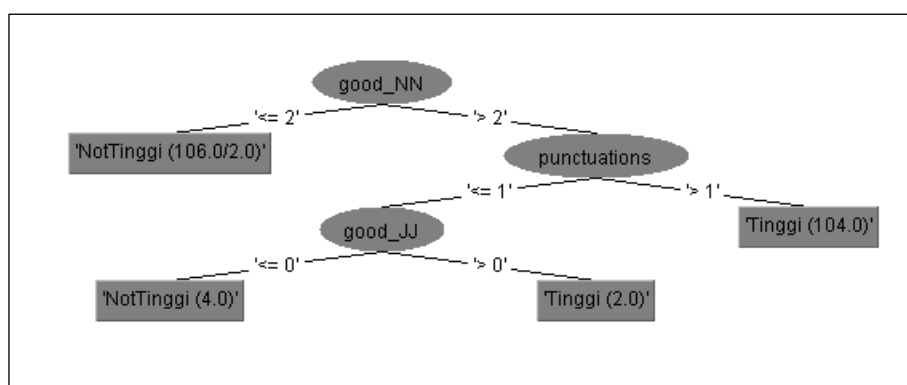 good_NN
'<= 2'
'> 2'
'NotTinggi (106.0/2.0)'
punctuations
'<= 1'
'> 1'
good_JJ
'Tinggi (104.0)'
'<= 0'
'> 0'
'NotTinggi (4.0)'
'Tinggi (2.0)'